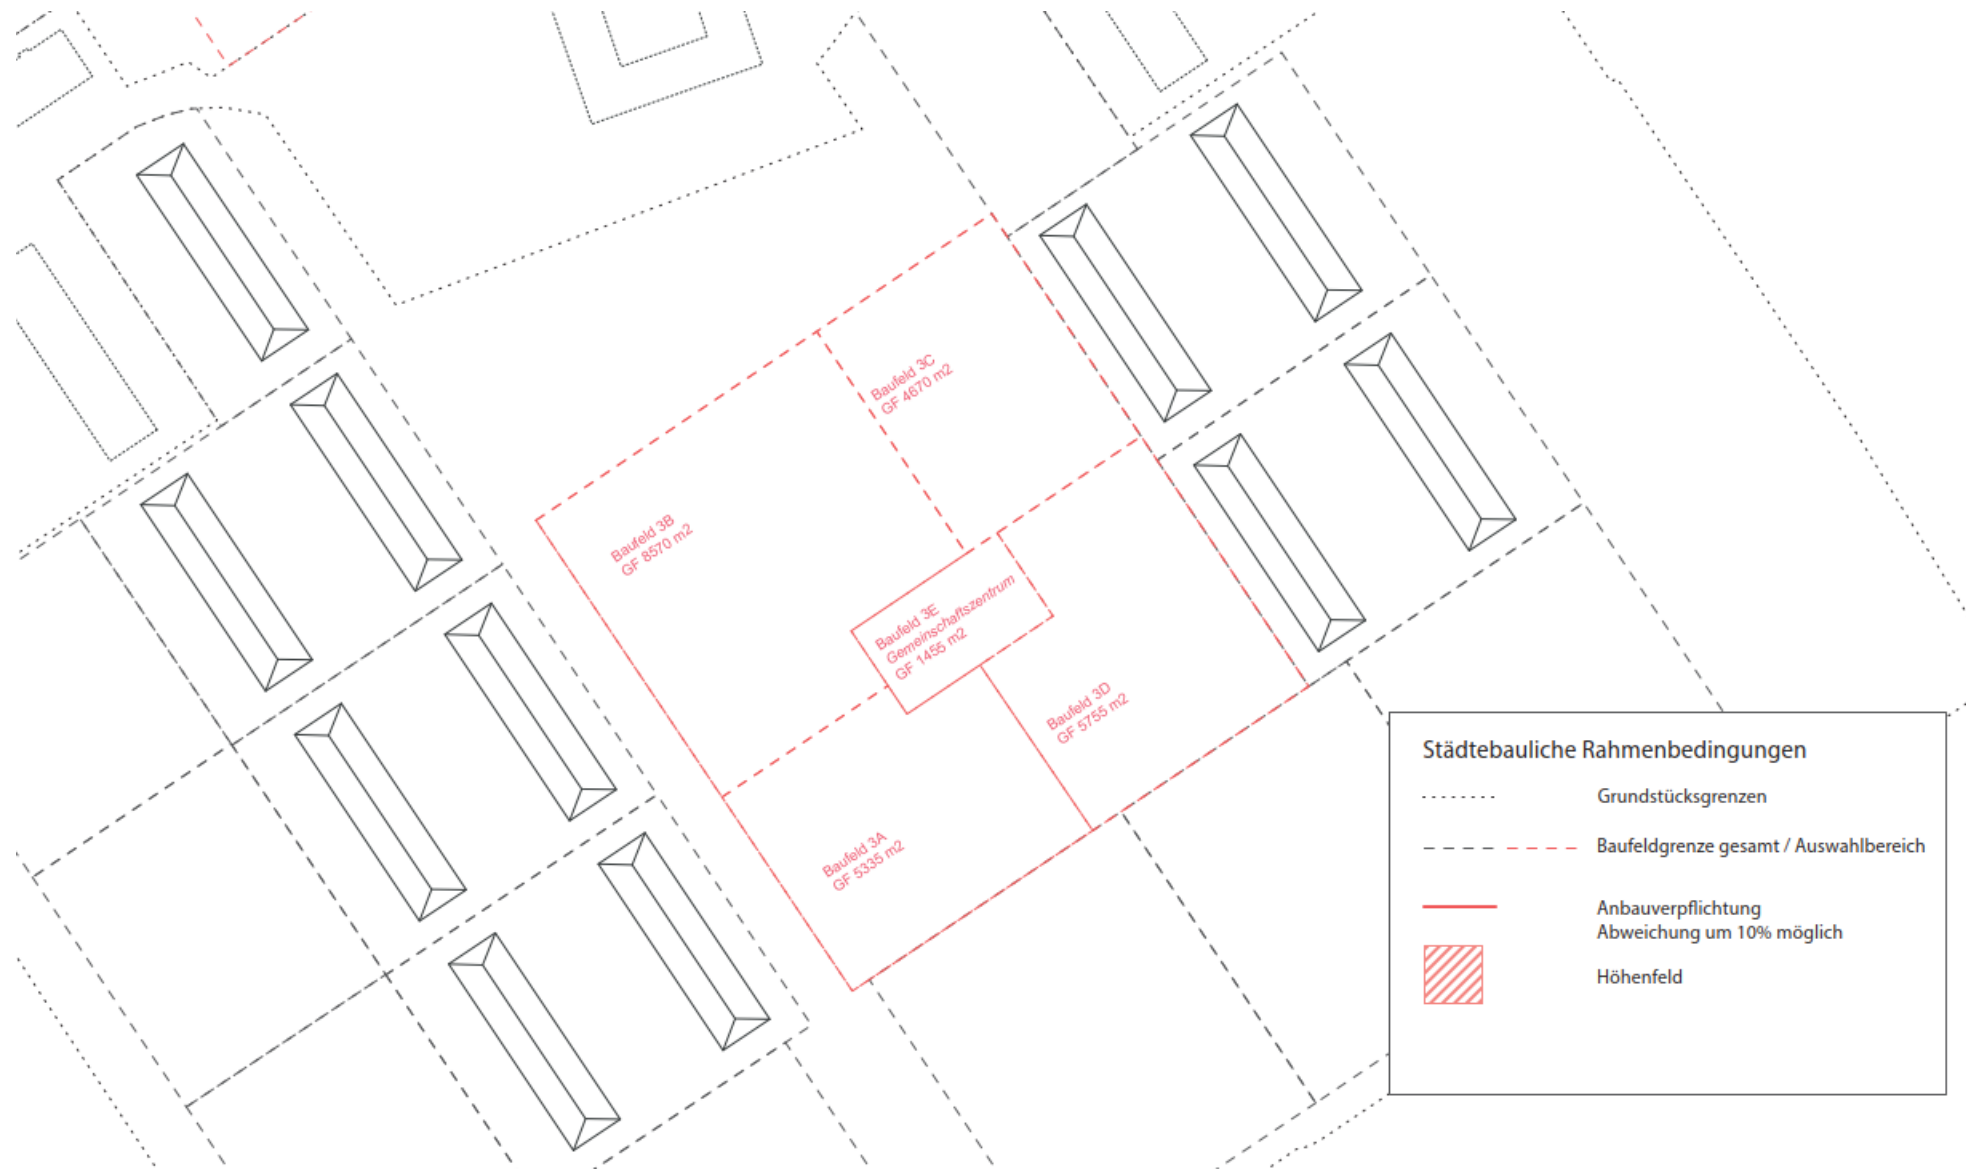 Baufeld 3C
GF 4670 m2
Baufeld 3B
GF 8570 m2
Baufeld 3E
Gemeinschaftszentrum
GF 1455 m2
Baufeld 3D
GF 5755 m2
Baufeld 3A
GF 5335 m2
Städtebauliche Rahmenbedingungen
Grundstücksgrenzen
Baufeldgrenze gesamt / Auswahlbereich
Anbauverpflichtung
Abweichung um 10% möglich
Höhenfeld